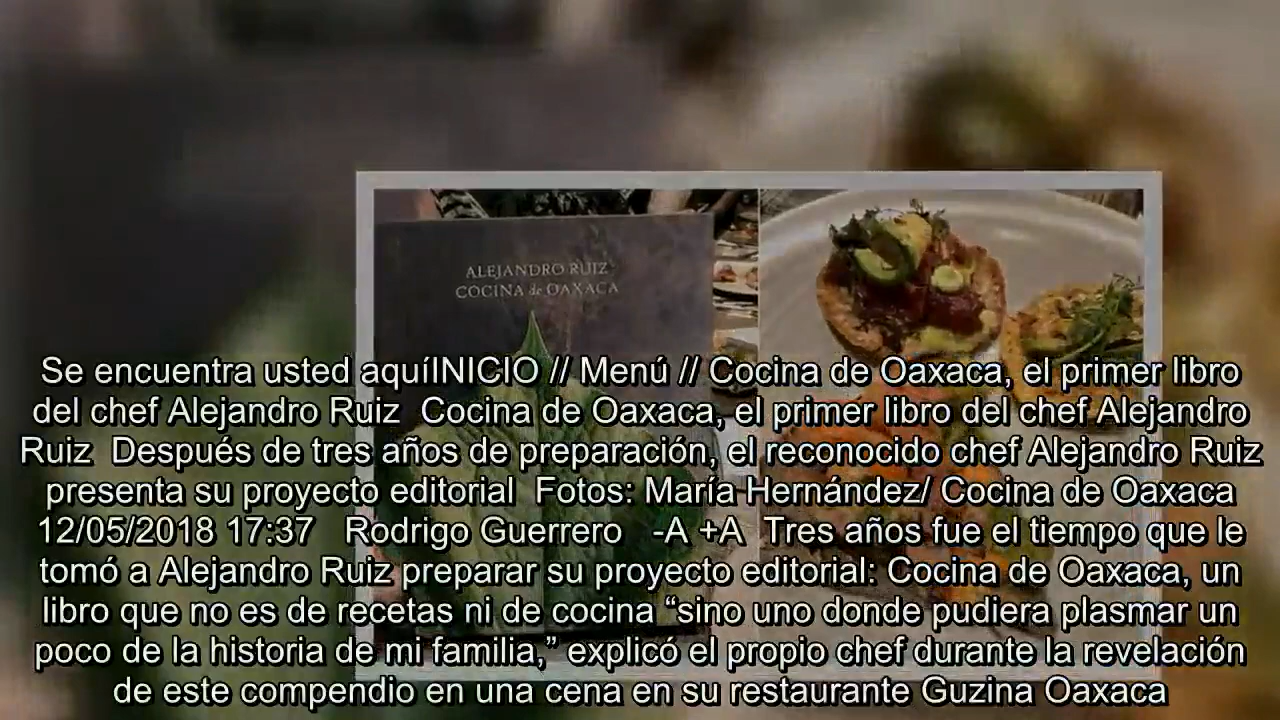 ALEJANDRO RUIZ
COCINA de OAXACA
Se encuentra usted aquíINICIO // Menú // Cocina de Oaxaca, el primer libro
del chef Alejandro Ruiz  Cocina de Oaxaca, el primer libro del chef Alejandro
Ruiz  Después de tres años de preparación, el reconocido chef Alejandro Ruiz
presenta su proyecto editorial  Fotos: María Hernández/ Cocina de Oaxaca
12/05/2018 17:37   Rodrigo Guerrero   -A +A  Tres años fue el tiempo que le
tomó a Alejandro Ruiz preparar su proyecto editorial: Cocina de Oaxaca, un
libro que no es de recetas ni de cocina “sino uno donde pudiera plasmar un
poco de la historia de mi familia,” explicó el propio chef durante la revelación
de este compendio en una cena en su restaurante Guzina Oaxaca